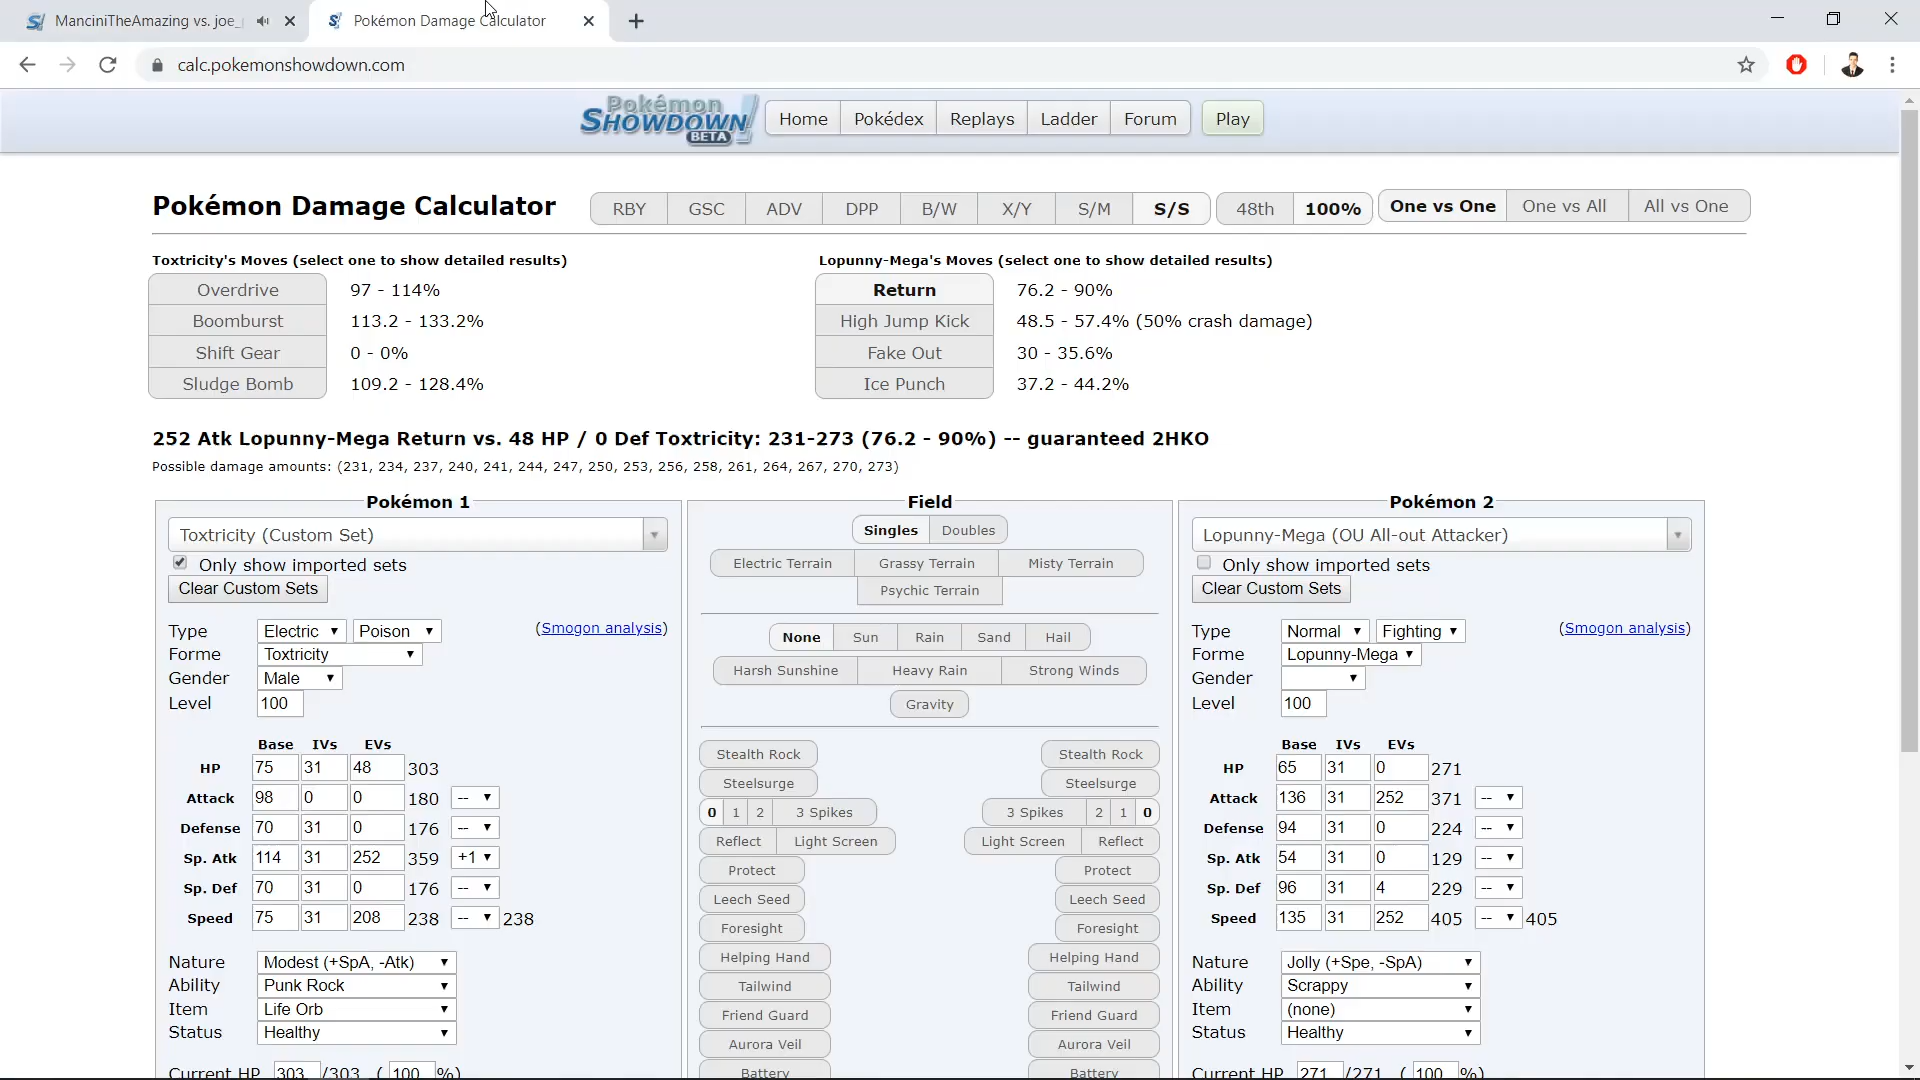 ManciniTheAmazing vs. joe_
Pokémon Damage Calculator
calc.pokemonshowdown.com
Pokémon SHOWDOWN! BETA
Home Pokédex Replays Ladder Forum Play
Pokémon Damage Calculator RBY GSC ADV DPP B/W X/Y S/M S/S 48th 100% One vs One One vs All All vs One
Toxtricity's Moves (select one to show detailed results) Lopunny-Mega's Moves (select one to show detailed results)
Overdrive 97 - 114% Return 76.2 - 90%
Boomburst 113.2 - 133.2% High Jump Kick 48.5 - 57.4% (50% crash damage)
Shift Gear 0 - 0% Fake Out 30 - 35.6%
Sludge Bomb 109.2 - 128.4% Ice Punch 37.2 - 44.2%
252 Atk Lopunny-Mega Return vs. 48 HP / 0 Def Toxtricity: 231-273 (76.2 - 90%) -- guaranteed 2HKO
Possible damage amounts: (231, 234, 237, 240, 241, 244, 247, 250, 253, 256, 258, 261, 264, 267, 270, 273)
Pokémon 1
Toxtricity (Custom Set)
Only show imported sets
Clear Custom Sets
Type Electric Poison (Smogon analysis)
Forme Toxtricity
Gender Male
Level 100
Base IVs EVs
HP 75 31 48 303
Attack 98 0 0 180 --
Defense 70 31 0 176 --
Sp. Atk 114 31 252 359 +1
Sp. Def 70 31 0 176 --
Speed 75 31 208 238 -- 238
Nature Modest (+SpA, -Atk)
Ability Punk Rock
Item Life Orb
Status Healthy
Current HP 303 /303 ( 100 %)
Field
Singles Doubles
Electric Terrain Grassy Terrain Misty Terrain
Psychic Terrain
None Sun Rain Sand Hail
Harsh Sunshine Heavy Rain Strong Winds
Gravity
Stealth Rock Stealth Rock
Steelsurge Steelsurge
0 1 2 3 Spikes 3 Spikes 2 1 0
Reflect Light Screen Light Screen Reflect
Protect Protect
Leech Seed Leech Seed
Foresight Foresight
Helping Hand Helping Hand
Tailwind Tailwind
Friend Guard Friend Guard
Aurora Veil Aurora Veil
Battery Battery
Pokémon 2
Lopunny-Mega (OU All-out Attacker)
Only show imported sets
Clear Custom Sets
Type Normal Fighting (Smogon analysis)
Forme Lopunny-Mega
Gender
Level 100
Base IVs EVs
HP 65 31 0 271
Attack 136 31 252 371 --
Defense 94 31 0 224 --
Sp. Atk 54 31 0 129 --
Sp. Def 96 31 4 229 --
Speed 135 31 252 405 -- 405
Nature Jolly (+Spe, -SpA)
Ability Scrappy
Item (none)
Status Healthy
Current HP 271 /271 ( 100 %)